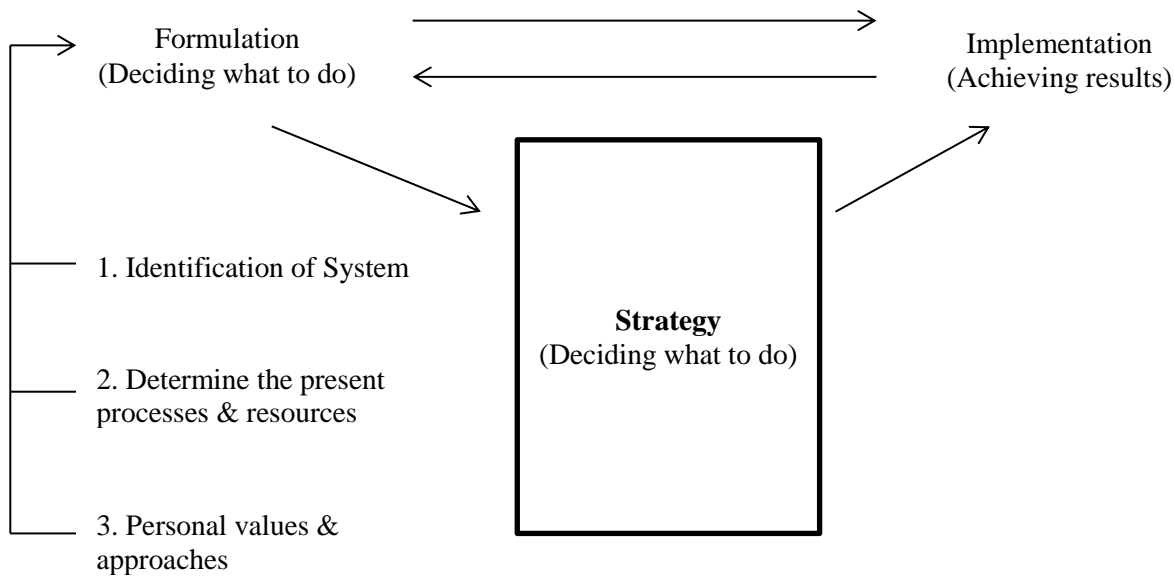 Formulation
(Deciding what to do)
Implementation
(Achieving results)
1. Identification of System
2. Determine the present
processes & resources
3. Personal values &
approaches
Strategy
(Deciding what to do)